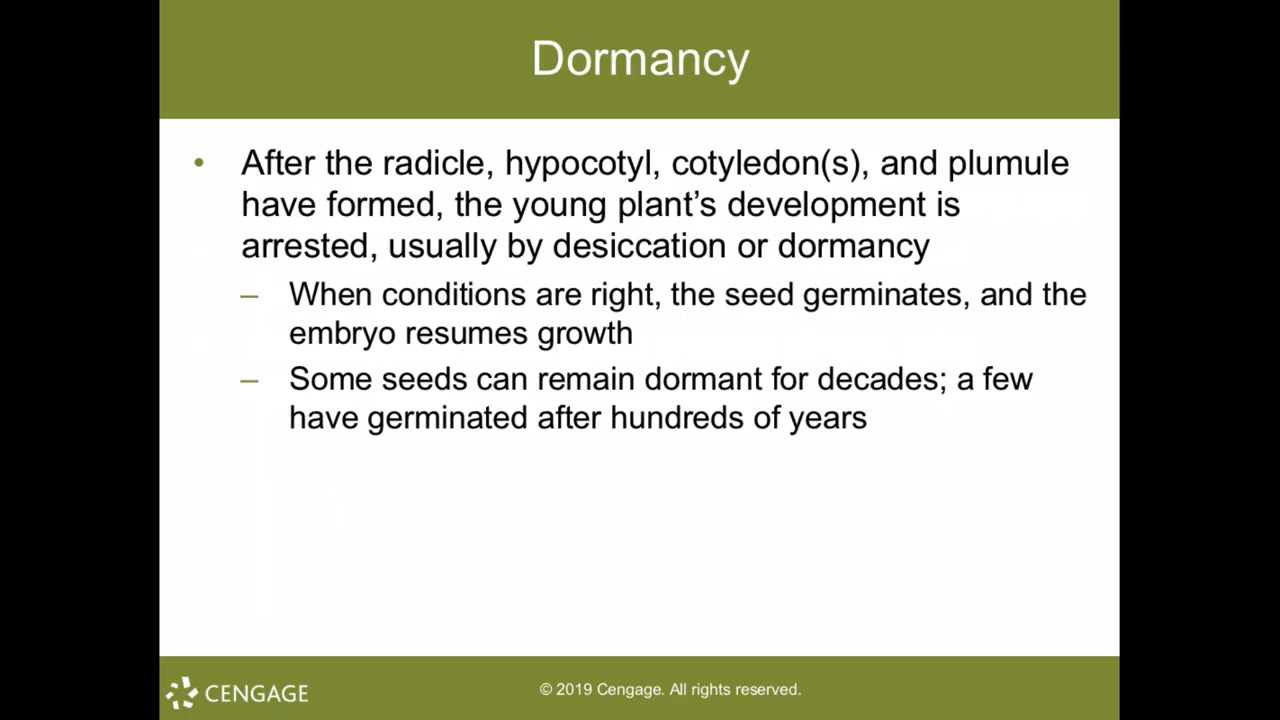 Dormancy
• After the radicle, hypocotyl, cotyledon(s), and plumule
have formed, the young plant’s development is
arrested, usually by desiccation or dormancy
– When conditions are right, the seed germinates, and the
embryo resumes growth
– Some seeds can remain dormant for decades; a few
have germinated after hundreds of years
CENGAGE
© 2019 Cengage. All rights reserved.